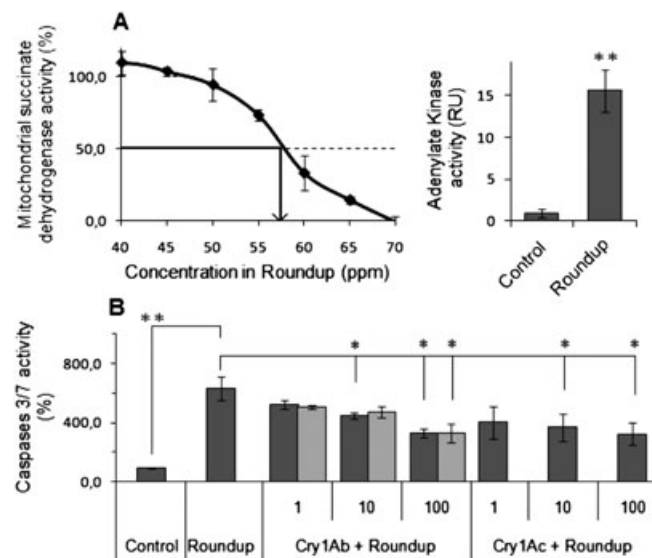 A
Mitochondrial succinate
dehydrogenase activity (%)
100,0
50,0
0,0
40 45 50 55 60 65 70
Concentration in Roundup (ppm)
Adenylate Kinase
activity (RU)
15
10
5
0
**
Control
Roundup
B
Caspases 3/7 activity
(%)
800,0
400,0
0,0
** * * * * *
1 10 100 1 10 100
Control Roundup Cry1Ab + Roundup Cry1Ac + Roundup